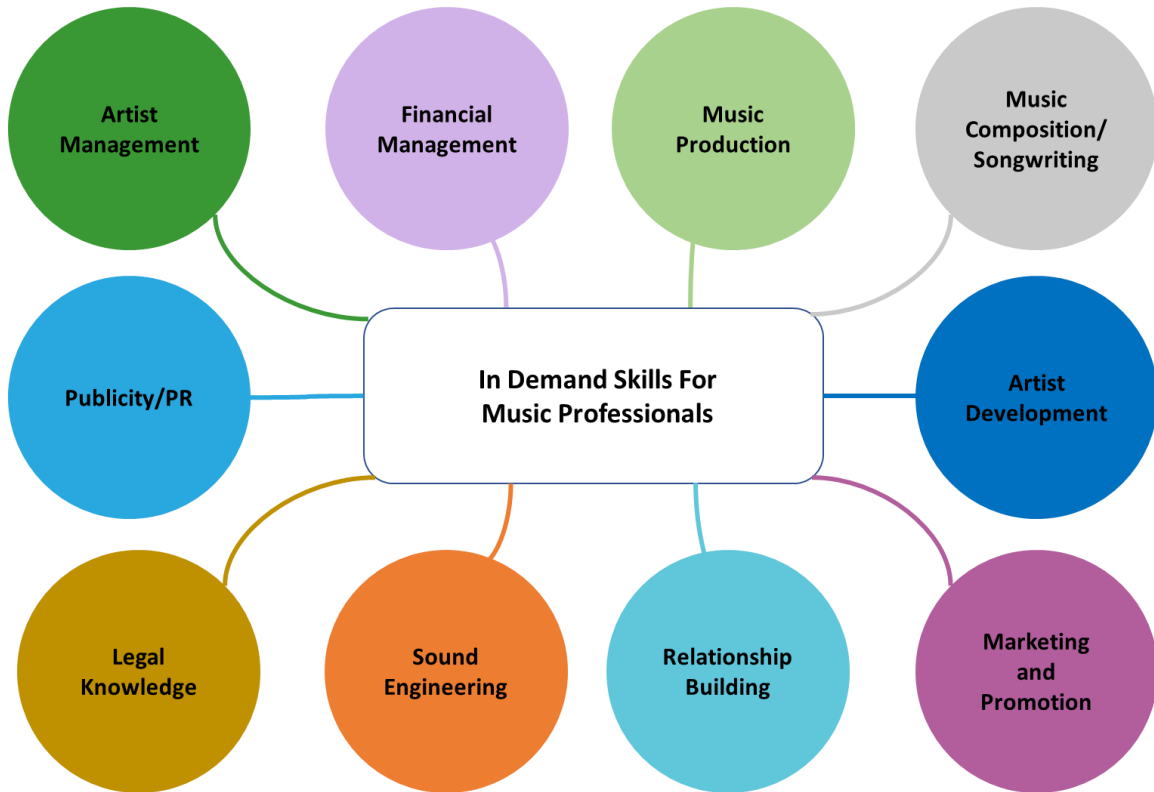 Artist
Management
Financial
Management
Music
Production
Music
Composition/
Songwriting
Publicity/PR
In Demand Skills For
Music Professionals
Artist
Development
Legal
Knowledge
Sound
Engineering
Relationship
Building
Marketing
and
Promotion